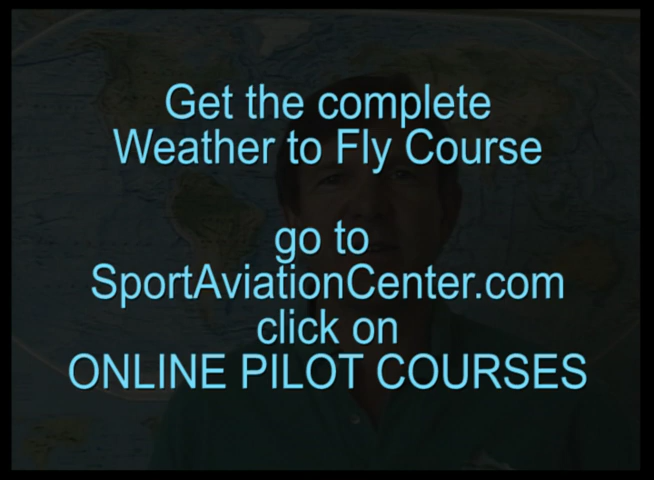 Get the complete
Weather to Fly Course
go to
SportAviationCenter.com
click on
ONLINE PILOT COURSES